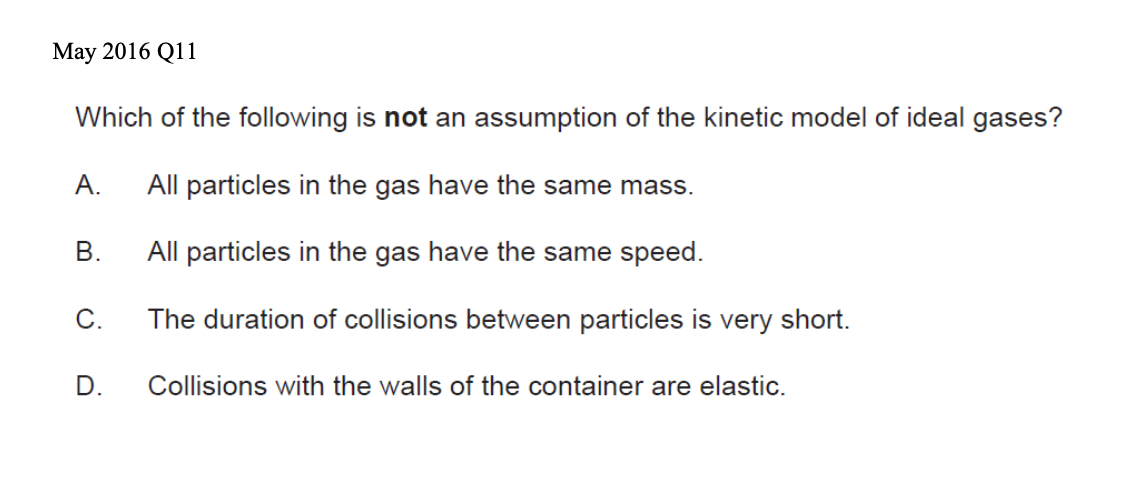 May 2016 Q11
Which of the following is not an assumption of the kinetic model of ideal gases?
A. All particles in the gas have the same mass.
B. All particles in the gas have the same speed.
C. The duration of collisions between particles is very short.
D. Collisions with the walls of the container are elastic.